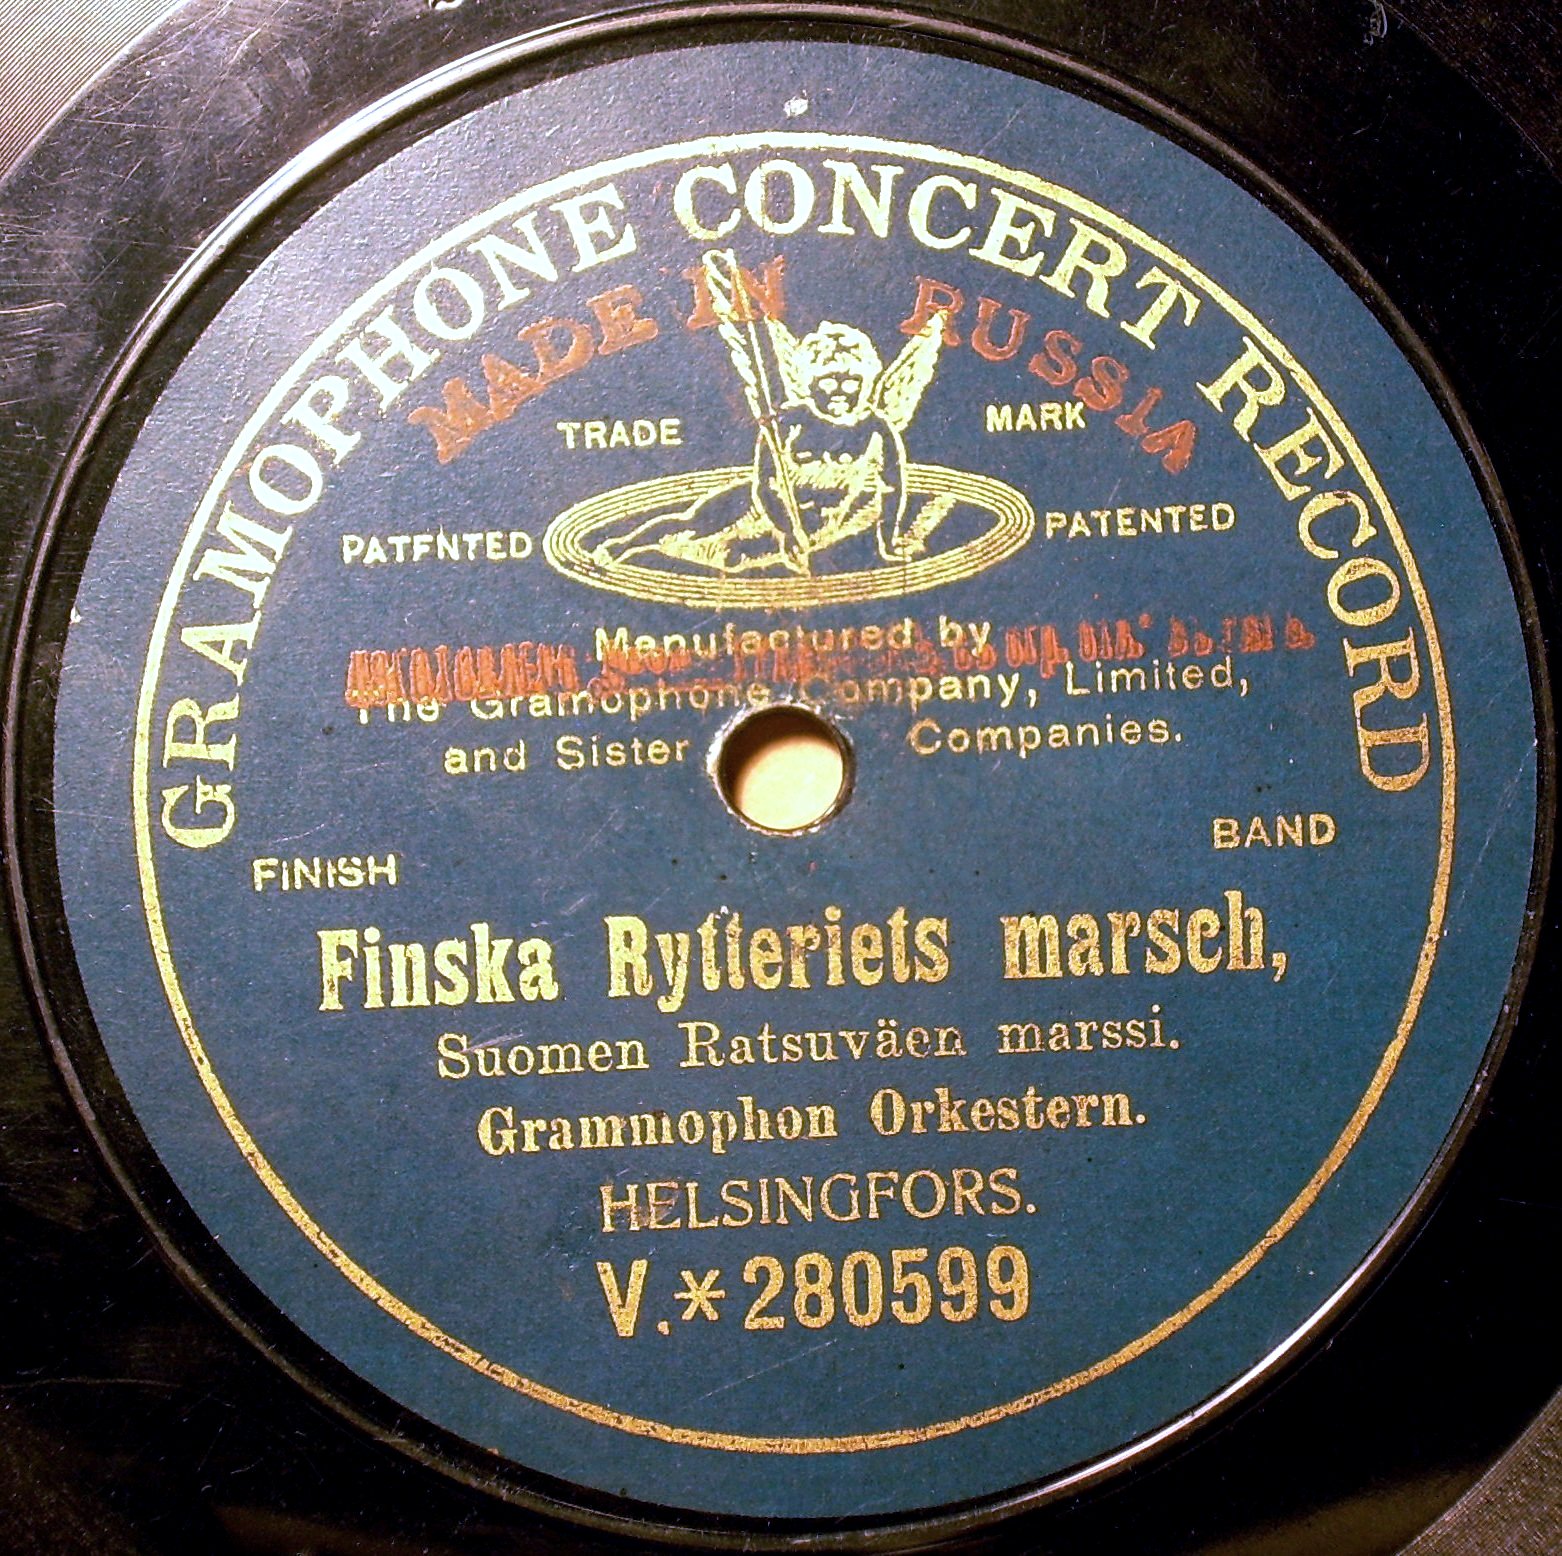 GRAMOPHONE CONCERT RECORD
MADE IN RUSSIA
TRADE MARK
PATENTED PATENTED
Manufactured by
The Gramophone Company, Limited,
and Sister Companies.
FINISH BAND
Finska Rytteriets marsch,
Suomen Ratsuväen marssi.
Grammophon Orkestern.
HELSINGFORS.
V.*280599